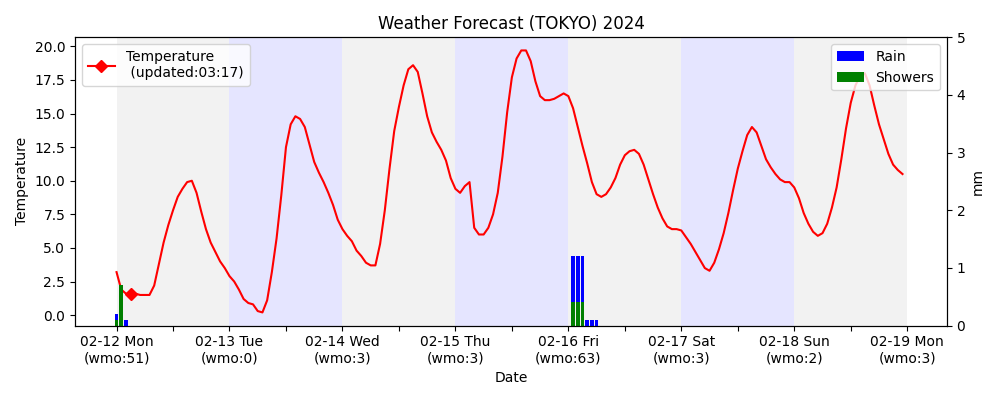 Weather Forecast (TOKYO) 2024
Temperature
(updated:03:17)
Rain
Showers
20.0
17.5
15.0
12.5
10.0
7.5
5.0
2.5
0.0
Temperature
5
4
3
2
1
0
mm
02-12 Mon
(wmo:51)
02-13 Tue
(wmo:0)
02-14 Wed
(wmo:3)
02-15 Thu
(wmo:3)
02-16 Fri
(wmo:63)
02-17 Sat
(wmo:3)
02-18 Sun
(wmo:2)
02-19 Mon
(wmo:3)
Date